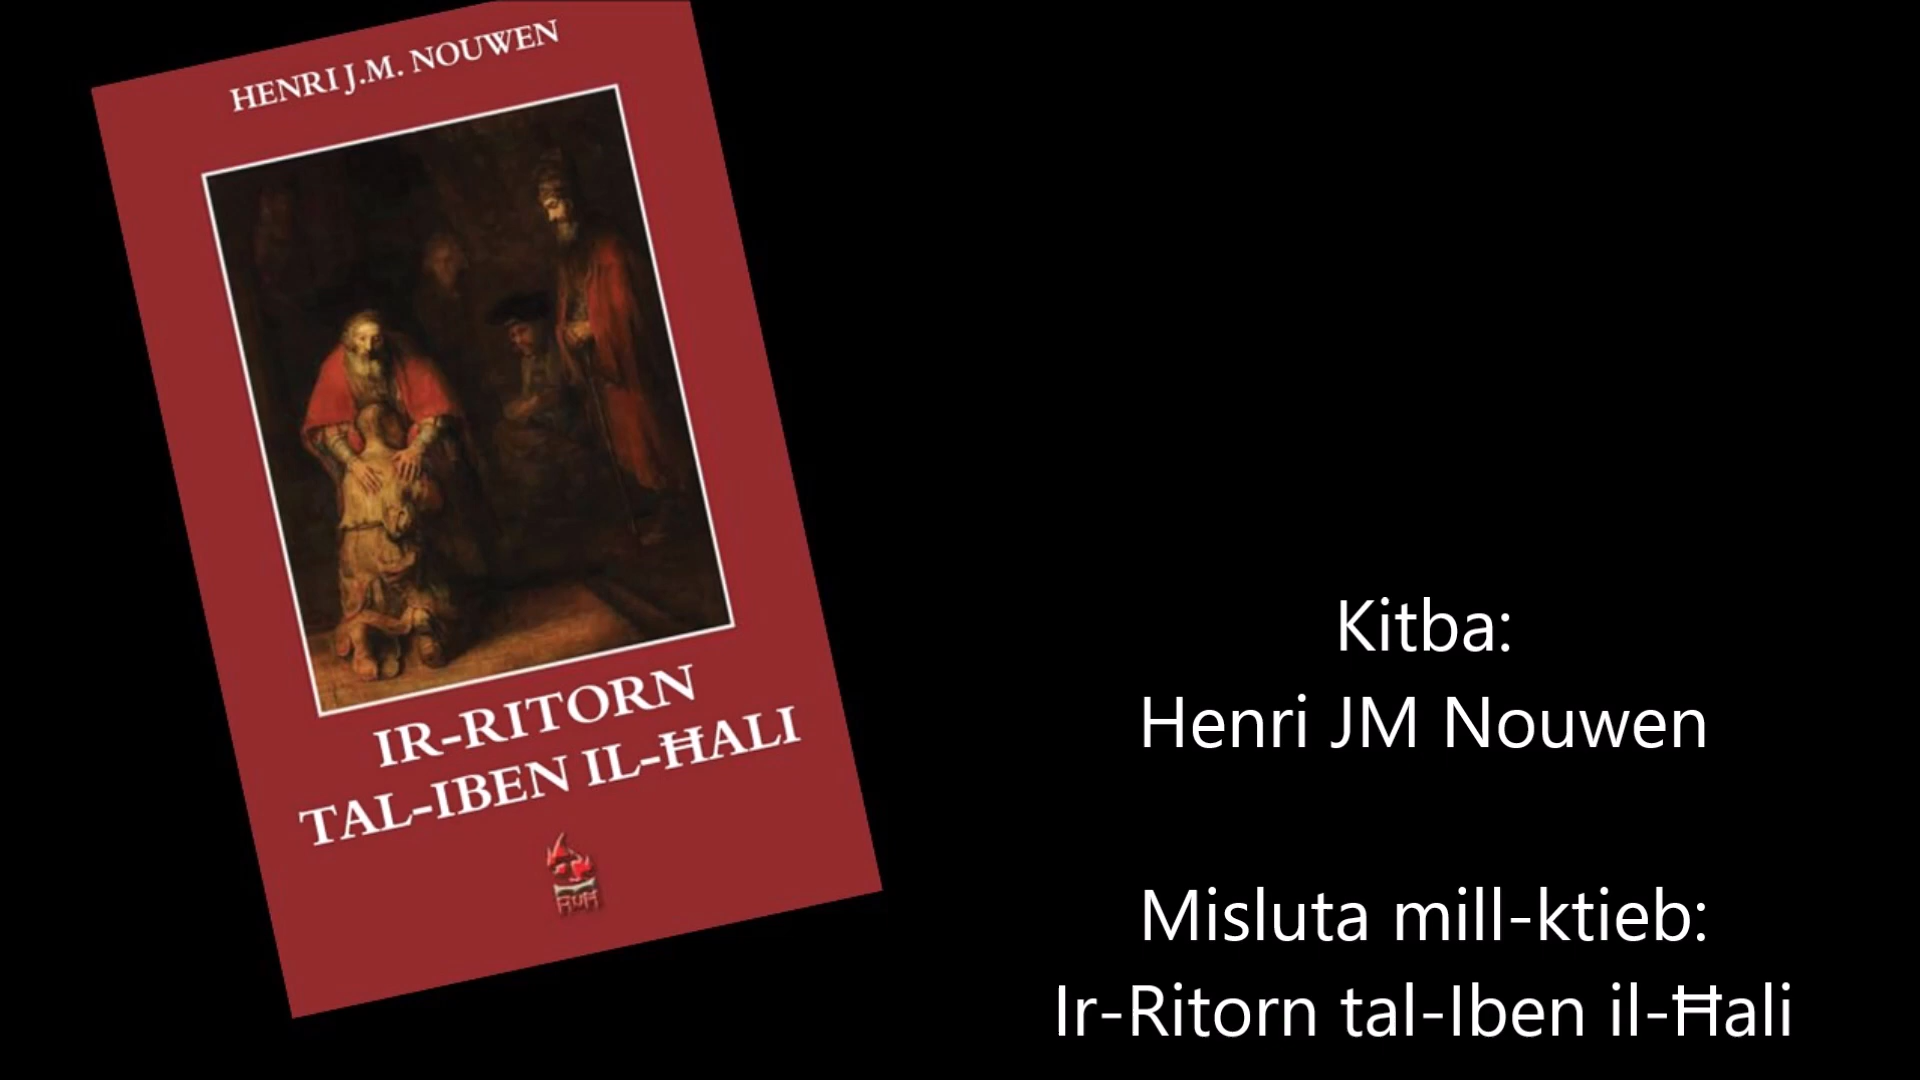 HENRI J.M. NOUWEN
IR-RITORN
TAL-IBEN IL-ĦALI
RUĦ
Kitba:
Henri JM Nouwen
Misluta mill-ktieb:
Ir-Ritorn tal-Iben il-Ħali